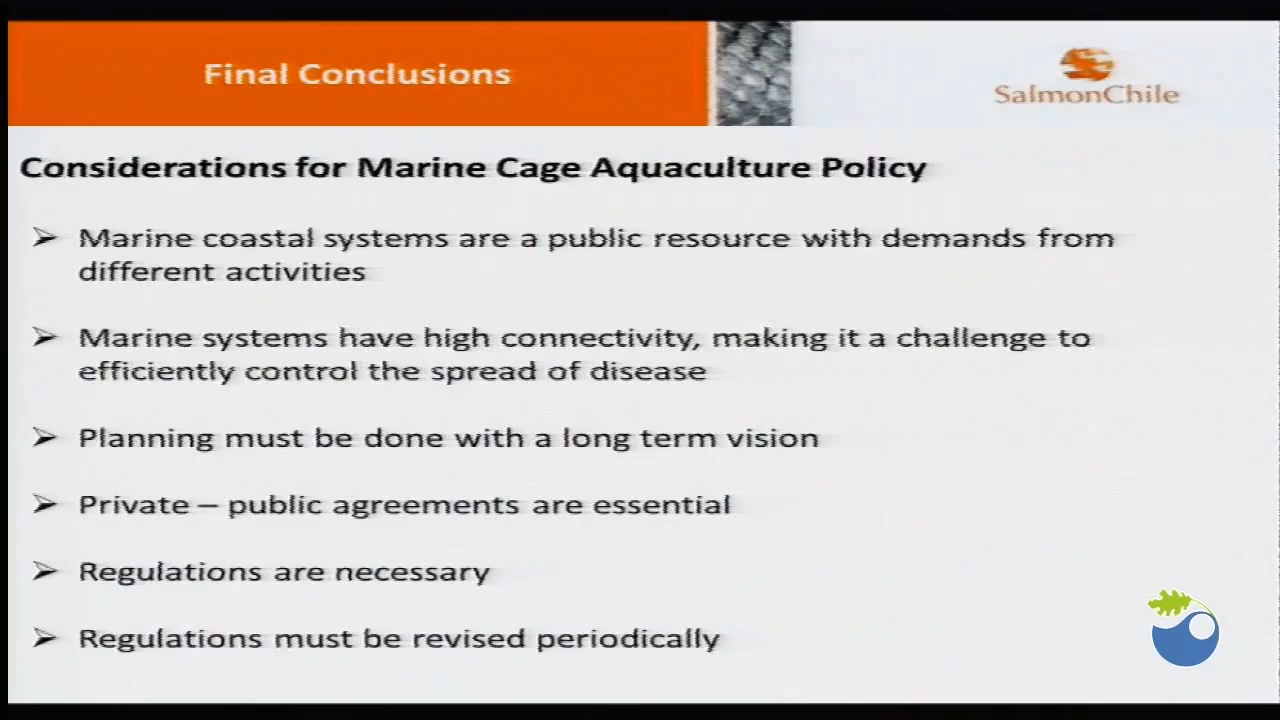 Final Conclusions
SalmonChile
Considerations for Marine Cage Aquaculture Policy
➢ Marine coastal systems are a public resource with demands from
different activities
➢ Marine systems have high connectivity, making it a challenge to
efficiently control the spread of disease
➢ Planning must be done with a long term vision
➢ Private – public agreements are essential
➢ Regulations are necessary
➢ Regulations must be revised periodically